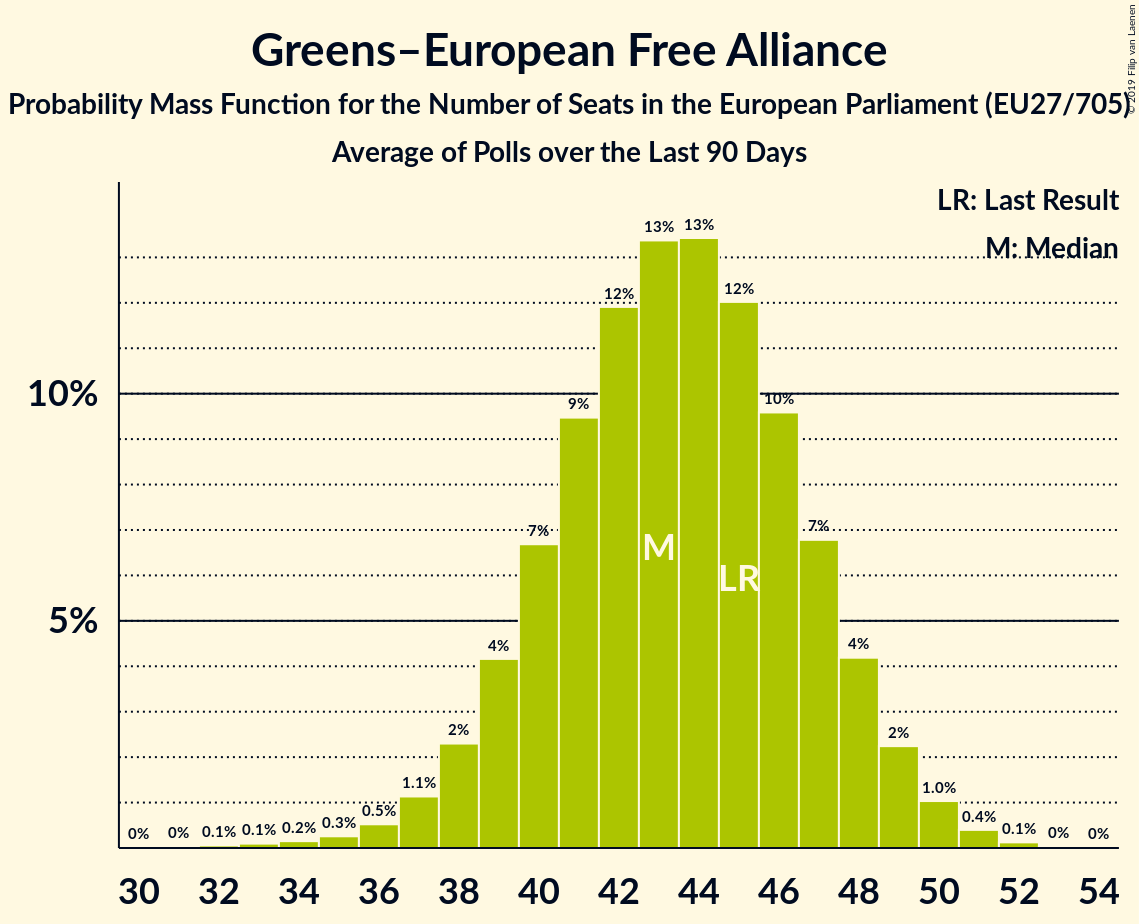 Greens–European Free Alliance
Probability Mass Function for the Number of Seats in the European Parliament (EU27/705)
Average of Polls over the Last 90 Days
© 2019 Filip van Laenen
LR: Last Result
M: Median
10%
5%
0% 0% 0.1% 0.1% 0.2% 0.3% 0.5% 1.1% 2% 4% 7% 9% 12% 13% 13% 12% 10% 7% 4% 2% 1.0% 0.4% 0.1% 0% 0%
M
LR
30 32 34 36 38 40 42 44 46 48 50 52 54